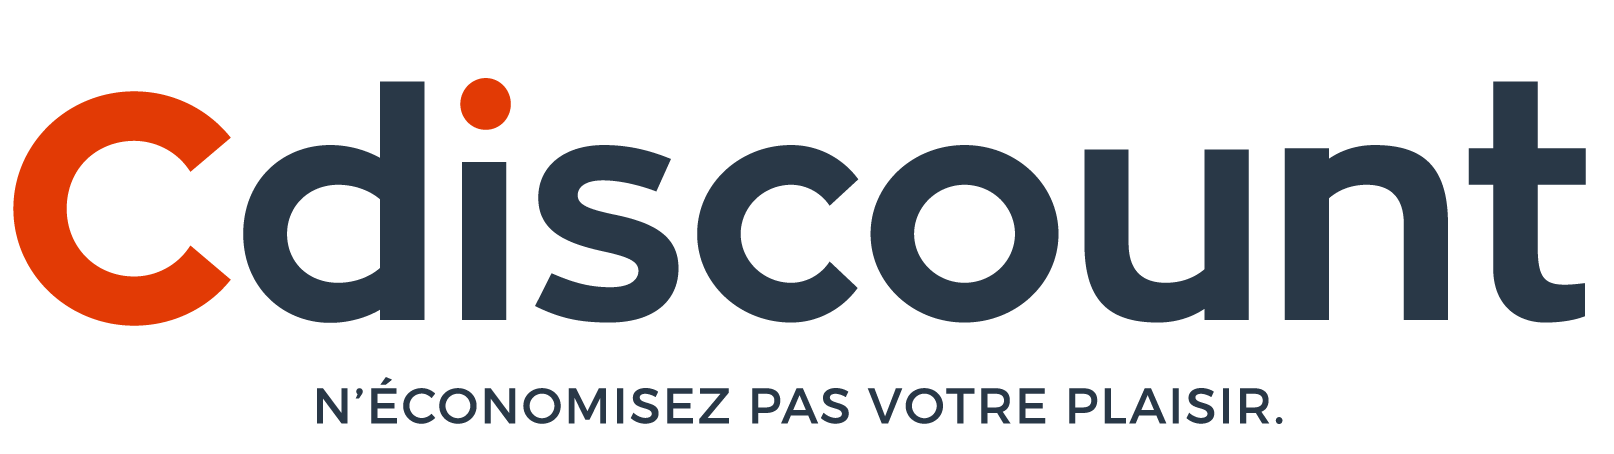 Cdiscount
N’ÉCONOMISEZ PAS VOTRE PLAISIR.